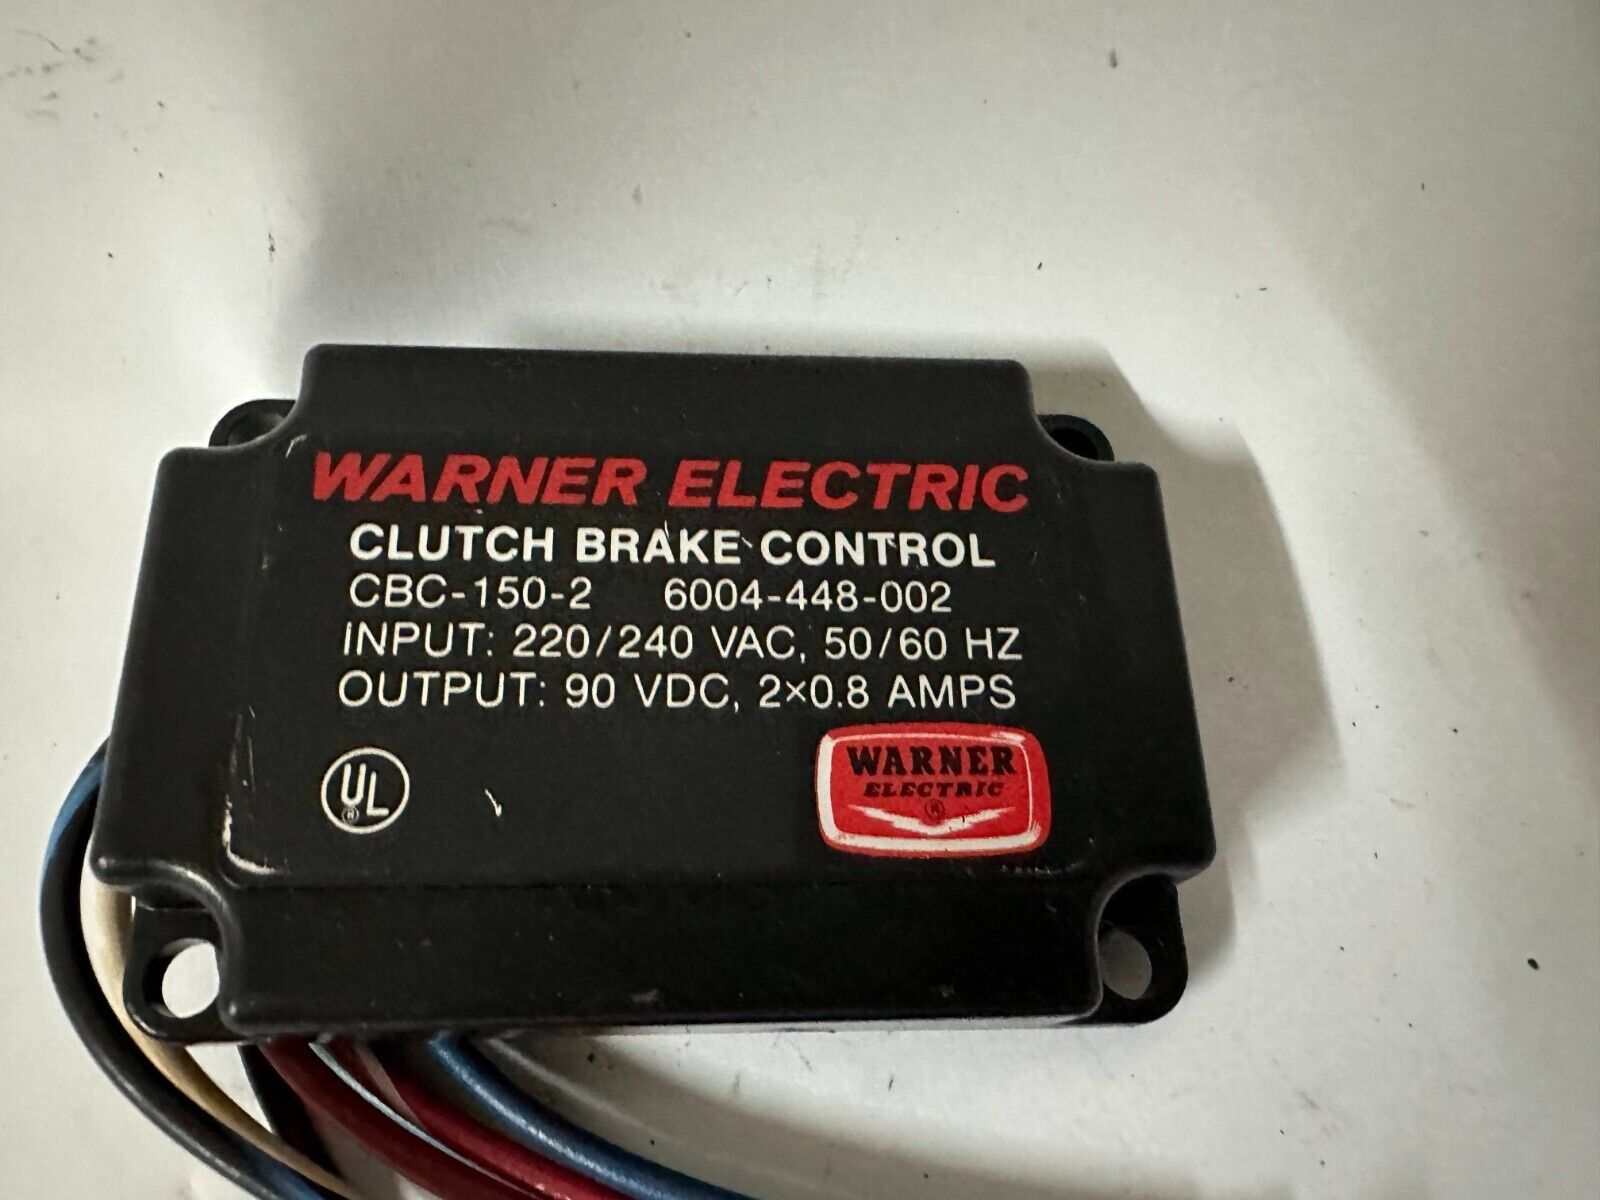 WARNER ELECTRIC
CLUTCH BRAKE CONTROL
CBC-150-2 6004-448-002
INPUT: 220/240 VAC, 50/60 HZ
OUTPUT: 90 VDC, 2×0.8 AMPS
UL
®
WARNER
ELECTRIC
®